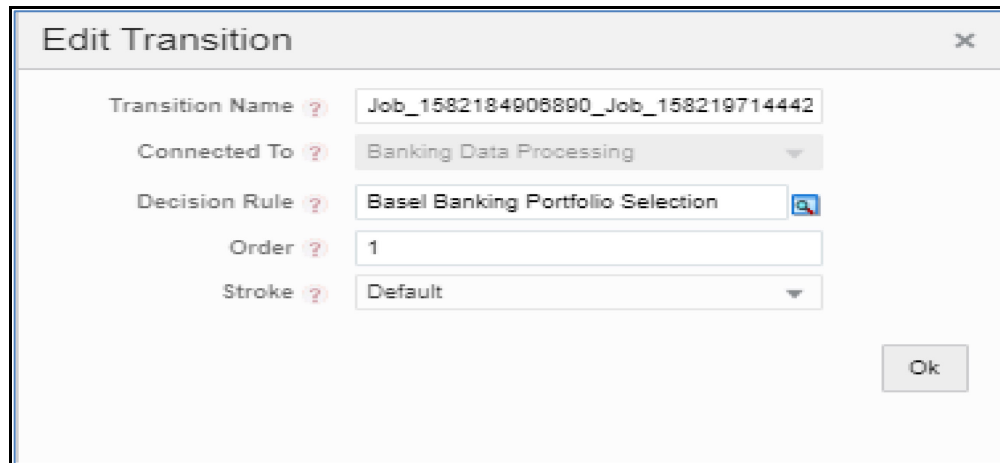 Edit Transition ×
Transition Name ? Job_1582184906890_Job_158219714442
Connected To ? Banking Data Processing
Decision Rule ? Basel Banking Portfolio Selection
Order ? 1
Stroke ? Default
Ok